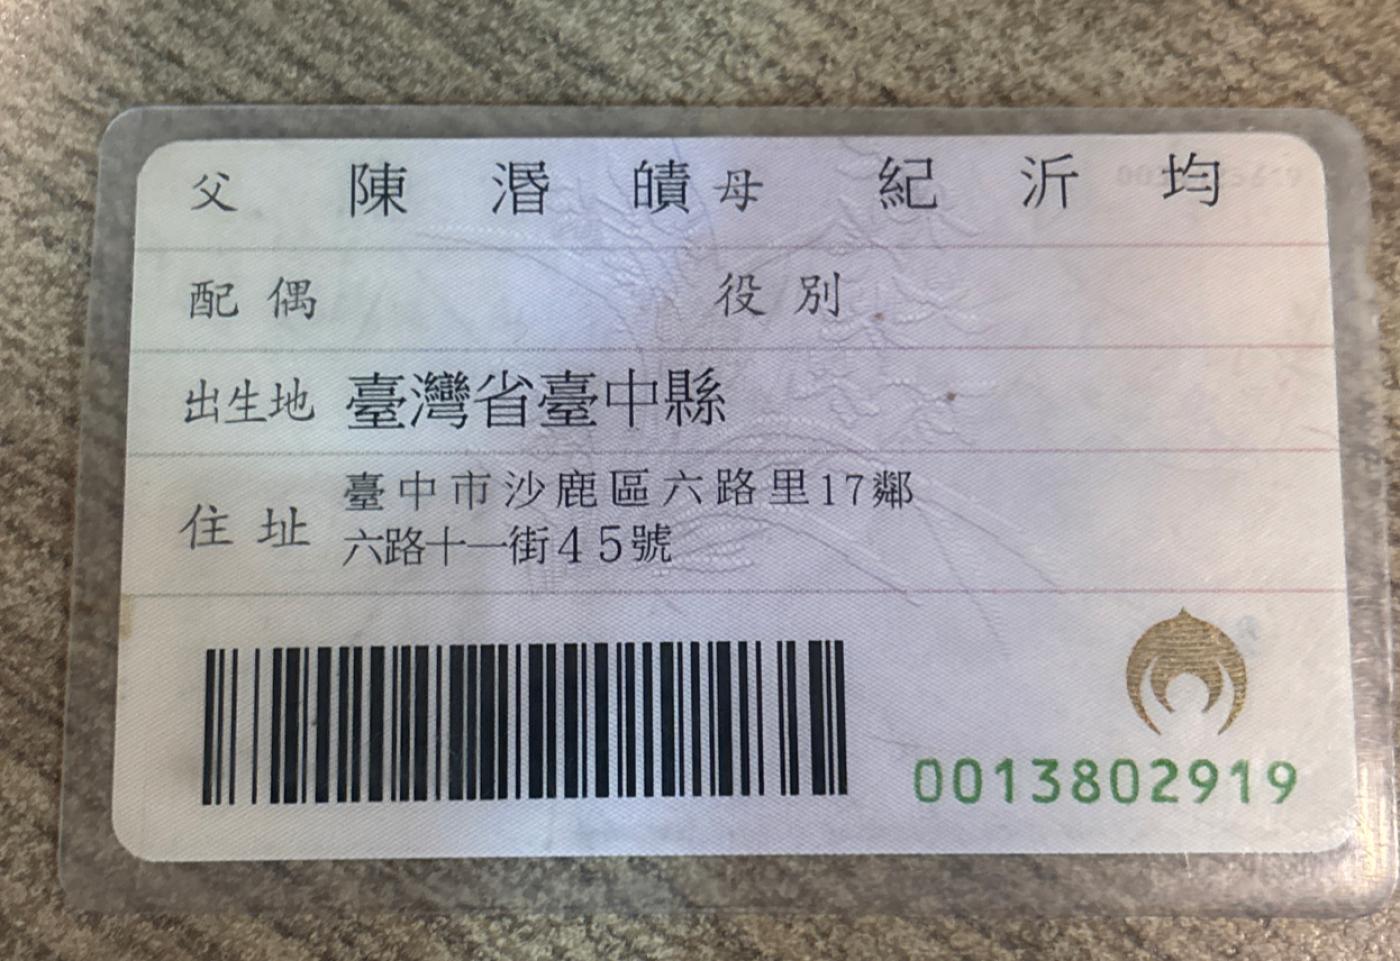 父 陳湣皟 母 紀沂均
配偶 役別
出生地 臺灣省臺中縣
住址 臺中市沙鹿區六路里17鄰
六路十一街45號
0013802919